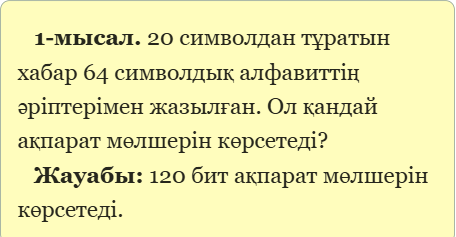 1-мысал. 20 символдан тұратын
хабар 64 символдық алфавиттің
әріптерімен жазылған. Ол қандай
ақпарат мөлшерін көрсетеді?
Жауабы: 120 бит ақпарат мөлшерін
көрсетеді.